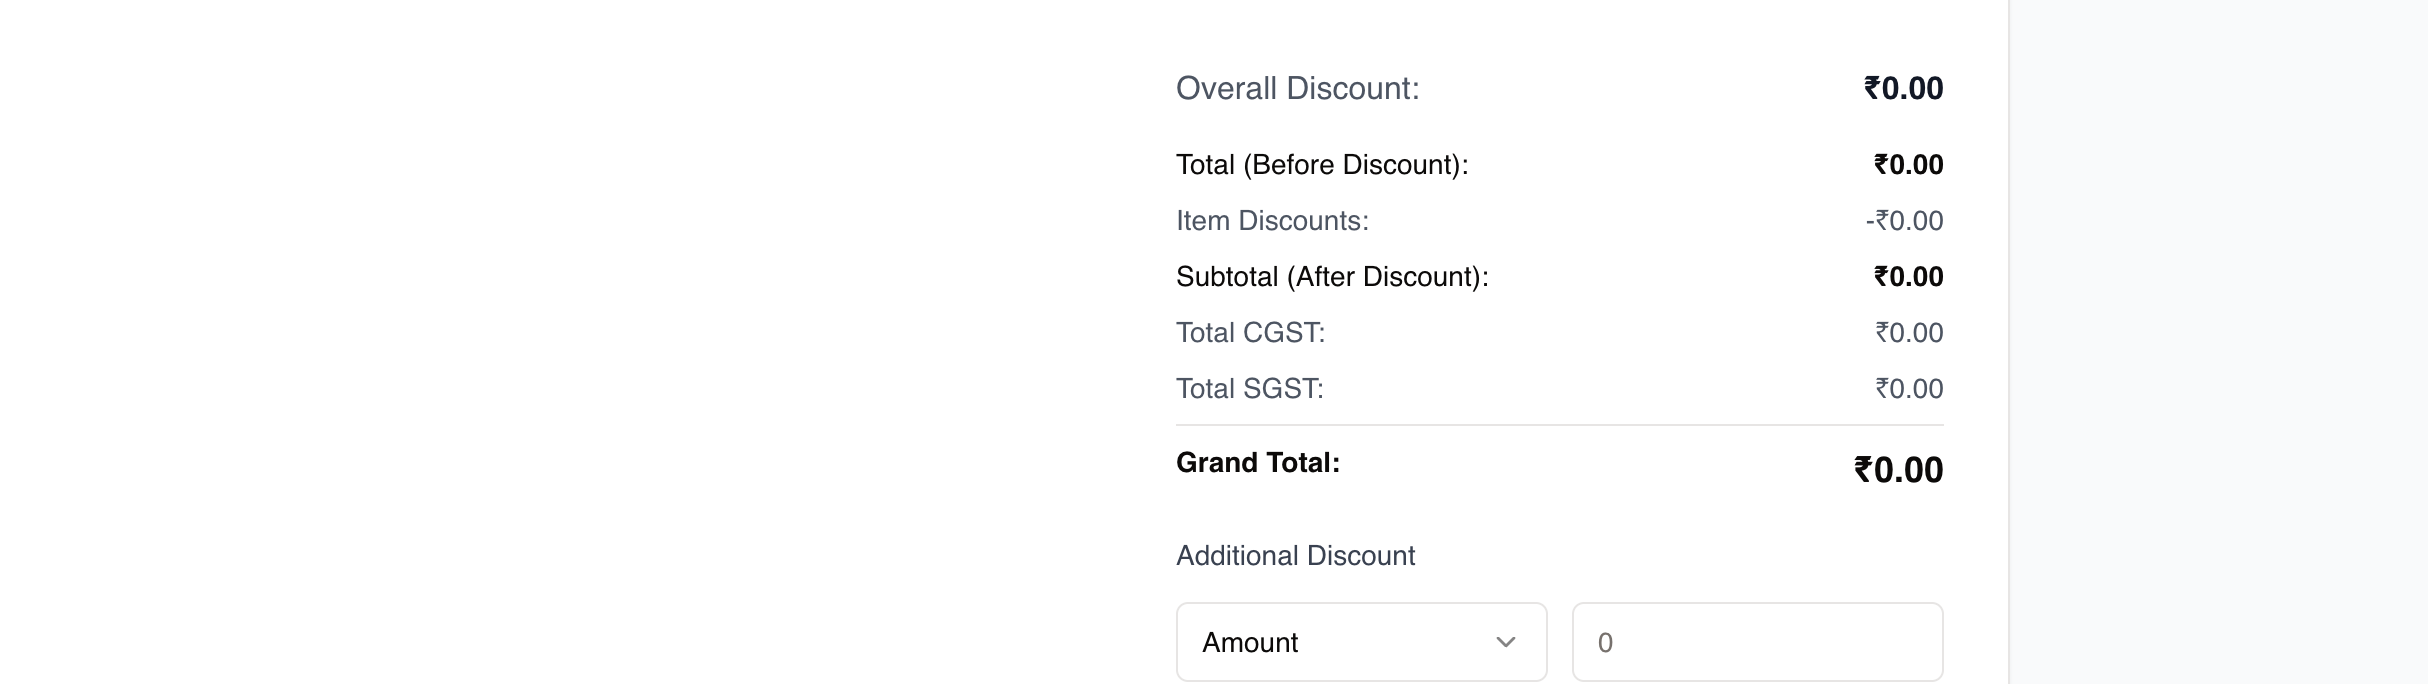 Overall Discount: ₹0.00
Total (Before Discount): ₹0.00
Item Discounts: -₹0.00
Subtotal (After Discount): ₹0.00
Total CGST: ₹0.00
Total SGST: ₹0.00
Grand Total: ₹0.00
Additional Discount
Amount 0